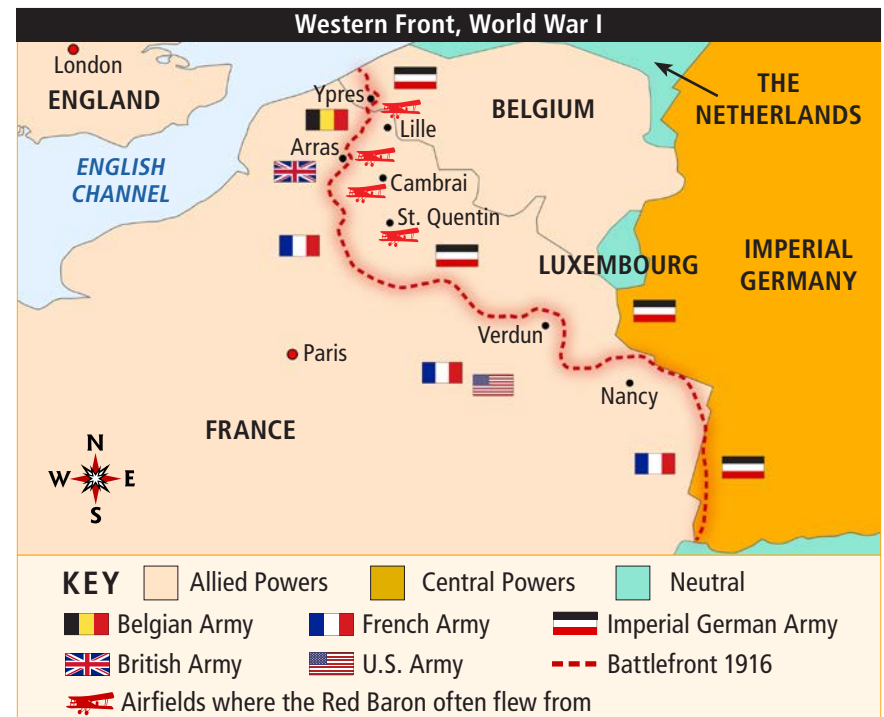 Western Front, World War I
London
ENGLAND
THE
NETHERLANDS
Ypres
BELGIUM
Lille
Arras
ENGLISH
CHANNEL
Cambrai
St. Quentin
LUXEMBOURG
IMPERIAL
GERMANY
Verdun
Paris
Nancy
FRANCE
N
W E
S
KEY Allied Powers Central Powers Neutral
Belgian Army French Army Imperial German Army
British Army U.S. Army Battlefront 1916
Airfields where the Red Baron often flew from